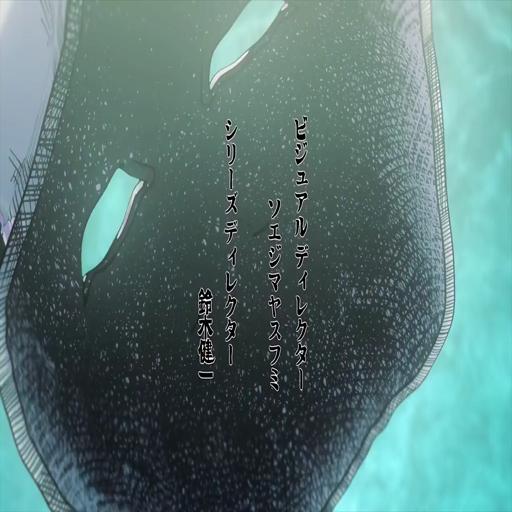 ビジュアルディレクター
ソエジマヤスフミ
シリーズディレクター
鈴木健一